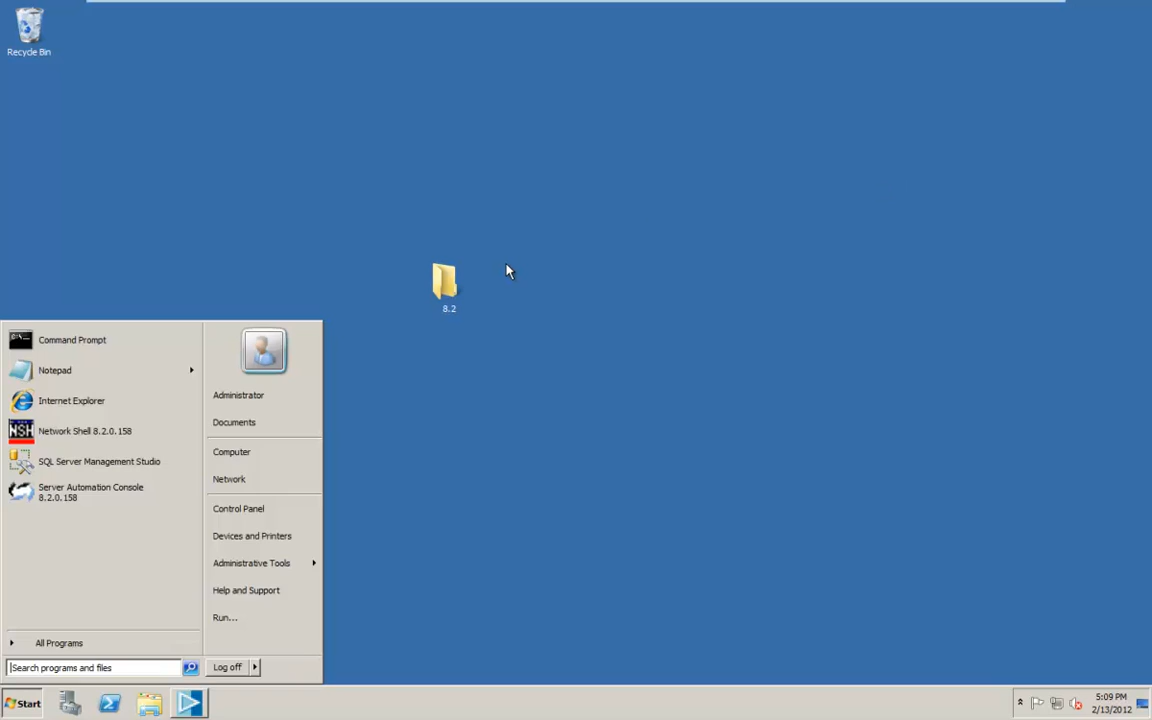 Recycle Bin
8.2
Command Prompt
Notepad
Internet Explorer
Network Shell 8.2.0.158
SQL Server Management Studio
Server Automation Console
8.2.0.158
All Programs
Search programs and files
Administrator
Documents
Computer
Network
Control Panel
Devices and Printers
Administrative Tools
Help and Support
Run...
Log off
Start
5:09 PM
2/13/2012